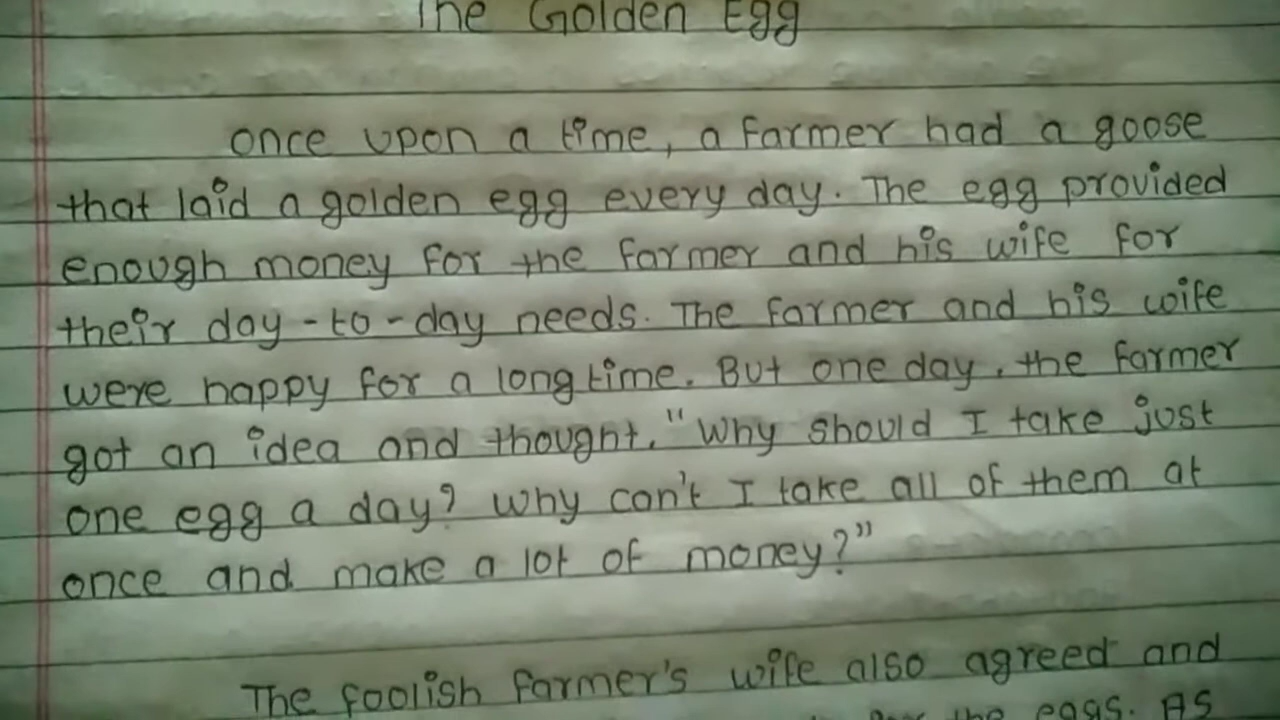 The Golden Egg
once upon a time, a farmer had a goose
that laid a golden egg every day. The egg provided
enough money for the farmer and his wife for
their day-to-day needs. The farmer and his wife
were happy for a long time. But one day, the farmer
got an idea and thought, "Why should I take just
one egg a day? Why can't I take all of them at
once and make a lot of money?"
The foolish farmer's wife also agreed and
the eggs. As